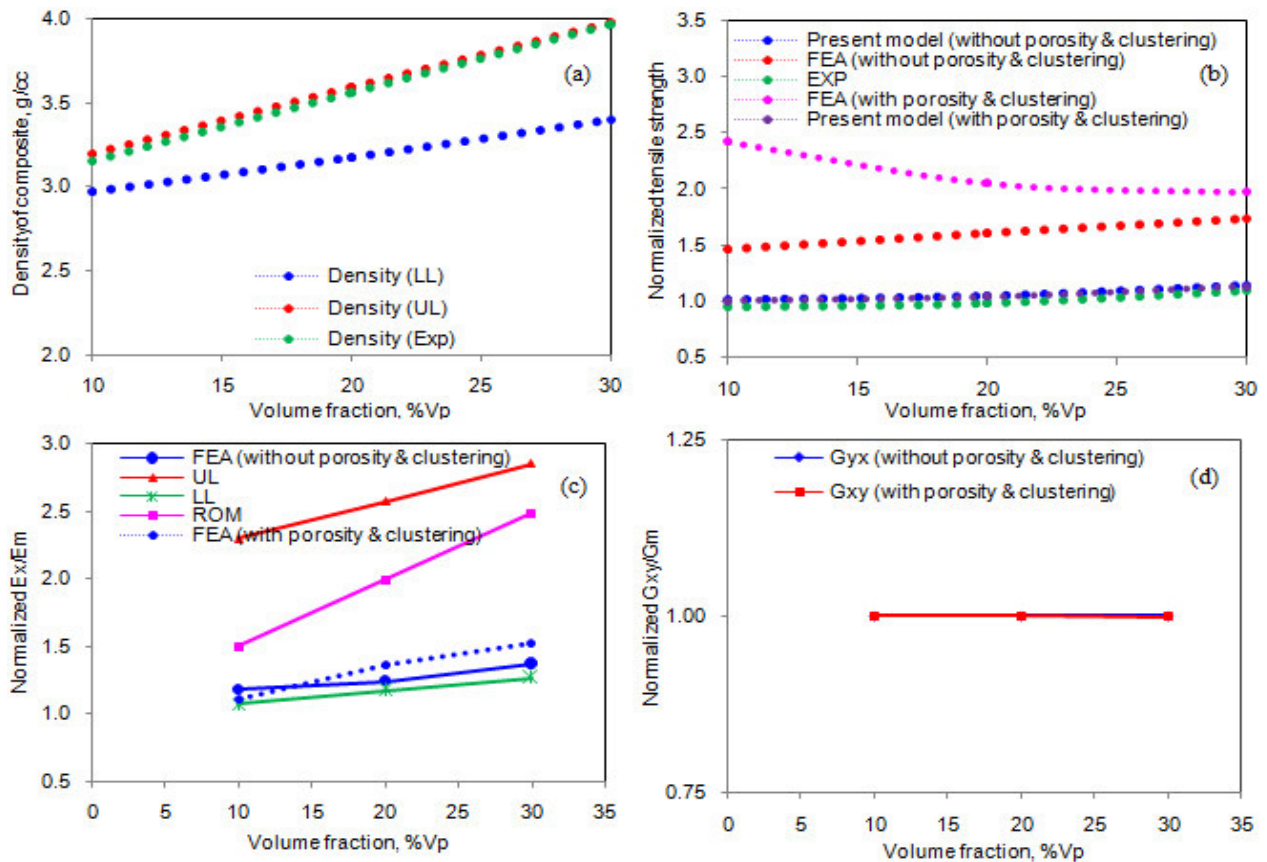 4.0
3.5
3.0
2.5
2.0
Density of composite, g/cc
(a)
Density (LL)
Density (UL)
Density (Exp)
10 15 20 25 30
Volume fraction, %Vp
3.5
3.0
2.5
2.0
1.5
1.0
0.5
Normalized tensile strength
Present model (without porosity & clustering)
FEA (without porosity & clustering)
EXP
FEA (with porosity & clustering)
Present model (with porosity & clustering)
(b)
10 15 20 25 30
Volume fraction, %Vp
3.0
2.5
2.0
1.5
1.0
0.5
Normalized Ex/Em
FEA (without porosity & clustering)
UL
LL
ROM
FEA (with porosity & clustering)
(c)
0 5 10 15 20 25 30 35
Volume fraction, %Vp
1.25
1.00
0.75
Normalized Gxy/Gm
Gyx (without porosity & clustering)
Gxy (with porosity & clustering)
(d)
0 5 10 15 20 25 30 35
Volume fraction, %Vp